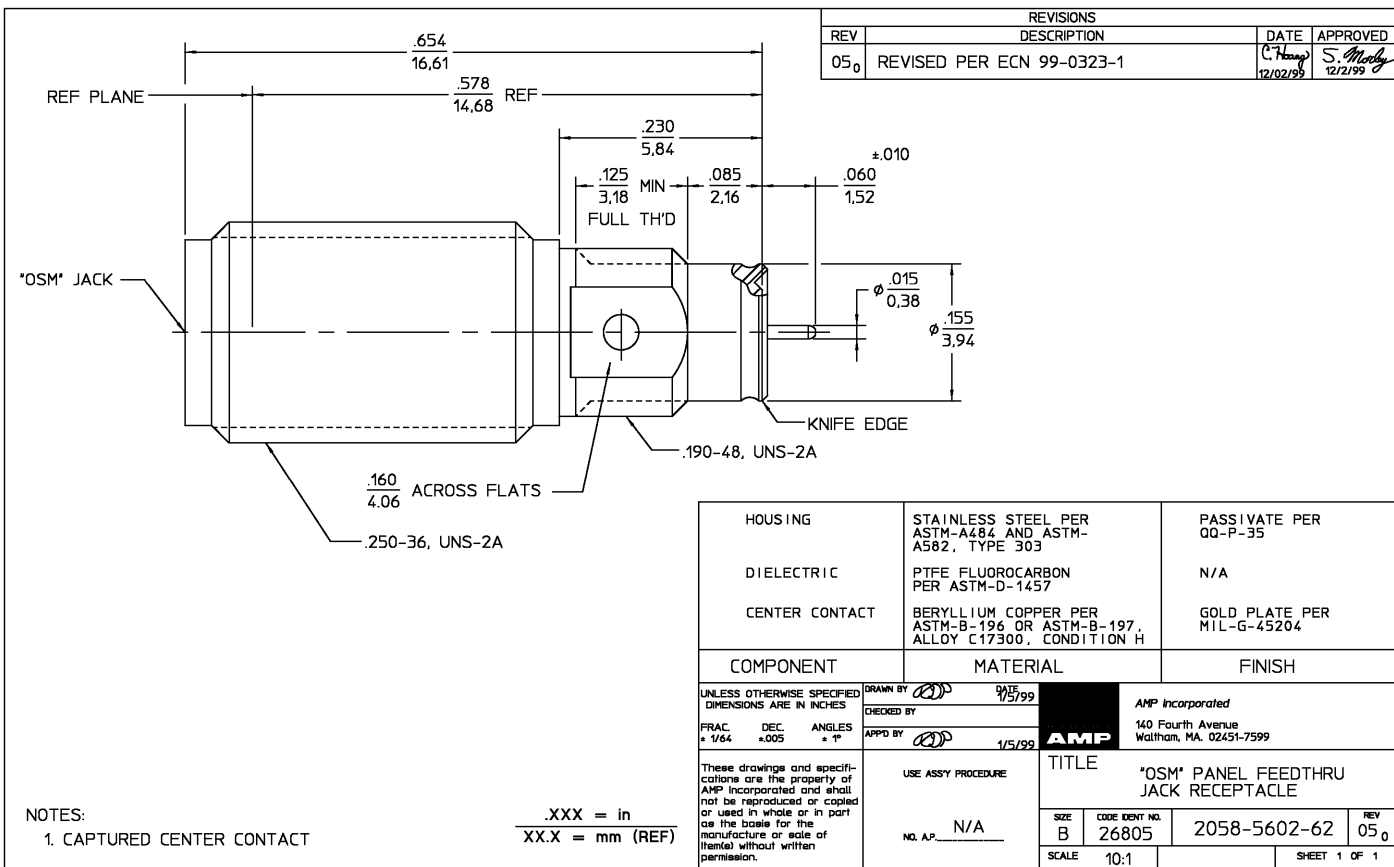 REVISIONS
REV DESCRIPTION DATE APPROVED
05₀ REVISED PER ECN 99-0323-1 C. Hoang 12/02/99 S. Morley 12/2/99
.654
16,61
REF PLANE
.578
14,68 REF
.230
5,84
±.010
.125
3,18 MIN
FULL TH'D
.085
2,16
.060
1,52
"OSM" JACK
ø .015
0,38
ø .155
3,94
KNIFE EDGE
.190-48, UNS-2A
.160
4.06 ACROSS FLATS
.250-36, UNS-2A
HOUSING STAINLESS STEEL PER PASSIVATE PER
ASTM-A484 AND ASTM- QQ-P-35
A582, TYPE 303
DIELECTRIC PTFE FLUOROCARBON N/A
PER ASTM-D-1457
CENTER CONTACT BERYLLIUM COPPER PER GOLD PLATE PER
ASTM-B-196 OR ASTM-B-197, MIL-G-45204
ALLOY C17300, CONDITION H
COMPONENT MATERIAL FINISH
UNLESS OTHERWISE SPECIFIED
DIMENSIONS ARE IN INCHES
FRAC. DEC. ANGLES
± 1/64 ±.005 ± 1°
DRAWN BY DATE
1/5/99
CHECKED BY
APP'D BY 1/5/99
AMP
AMP Incorporated
140 Fourth Avenue
Waltham, MA. 02451-7599
These drawings and specifi-
cations are the property of
AMP Incorporated and shall
not be reproduced or copied
or used in whole or in part
as the basis for the
manufacture or sale of
item(s) without written
permission.
USE ASS'Y PROCEDURE
NO. A.P. N/A
TITLE
"OSM" PANEL FEEDTHRU
JACK RECEPTACLE
SIZE CODE IDENT NO. REV
B 26805 2058-5602-62 05₀
SCALE 10:1 SHEET 1 OF 1
NOTES:
1. CAPTURED CENTER CONTACT
.XXX = in
XX.X = mm (REF)